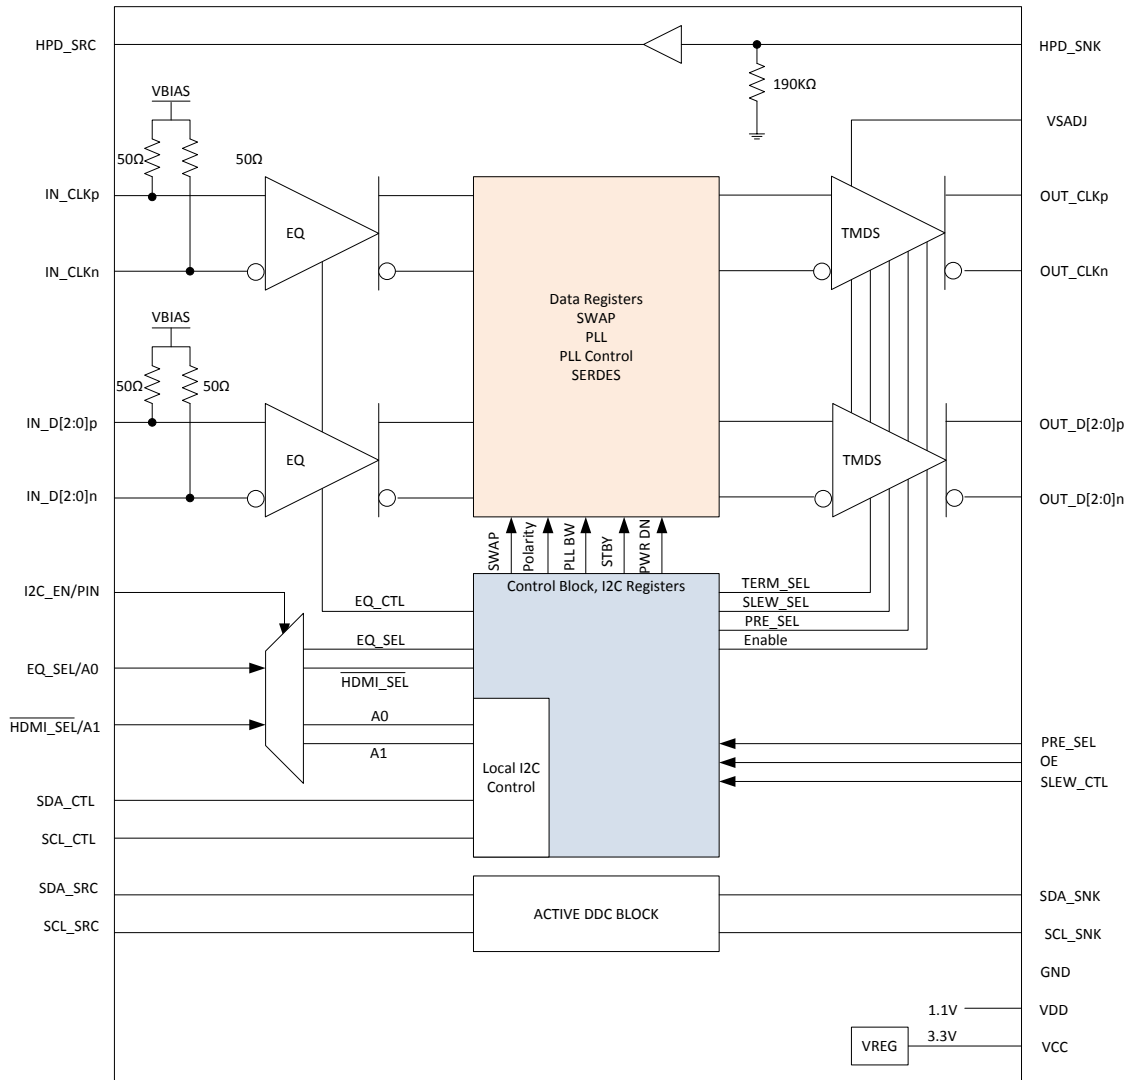 HPD_SRC
HPD_SNK
190KΩ
VBIAS
VSADJ
50Ω
50Ω
IN_CLKp
OUT_CLKp
EQ
TMDS
IN_CLKn
OUT_CLKn
Data Registers
SWAP
PLL
PLL Control
SERDES
VBIAS
50Ω
50Ω
IN_D[2:0]p
OUT_D[2:0]p
EQ
TMDS
IN_D[2:0]n
OUT_D[2:0]n
SWAP
Polarity
PLL BW
STBY
PWR DN
I2C_EN/PIN
Control Block, I2C Registers
TERM_SEL
EQ_CTL
SLEW_SEL
PRE_SEL
EQ_SEL
Enable
EQ_SEL/A0
HDMI_SEL
HDMI_SEL/A1
A0
A1
PRE_SEL
OE
SLEW_CTL
Local I2C
Control
SDA_CTL
SCL_CTL
SDA_SRC
SDA_SNK
ACTIVE DDC BLOCK
SCL_SRC
SCL_SNK
GND
1.1V
VDD
VREG
3.3V
VCC